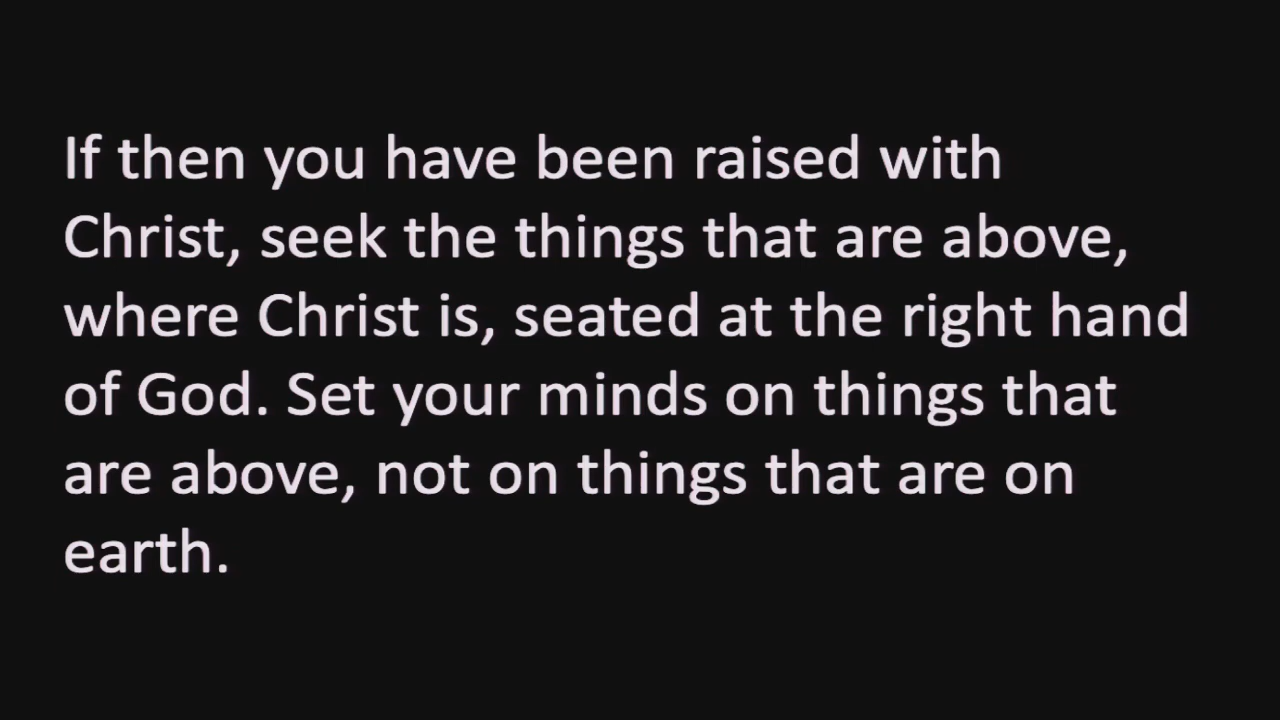 If then you have been raised with
Christ, seek the things that are above,
where Christ is, seated at the right hand
of God. Set your minds on things that
are above, not on things that are on
earth.